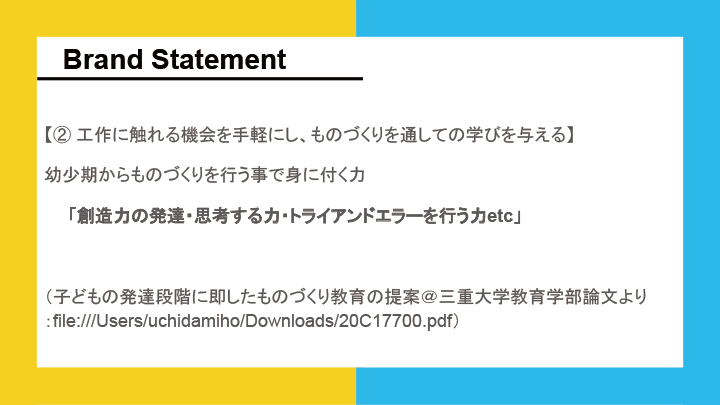 Brand Statement
【② 工作に触れる機会を手軽にし、ものづくりを通しての学びを与える】
幼少期からものづくりを行う事で身に付く力
「創造力の発達・思考する力・トライアンドエラーを行う力etc」
（子どもの発達段階に即したものづくり教育の提案＠三重大学教育学部論文より
：file:///Users/uchidamiho/Downloads/20C17700.pdf）